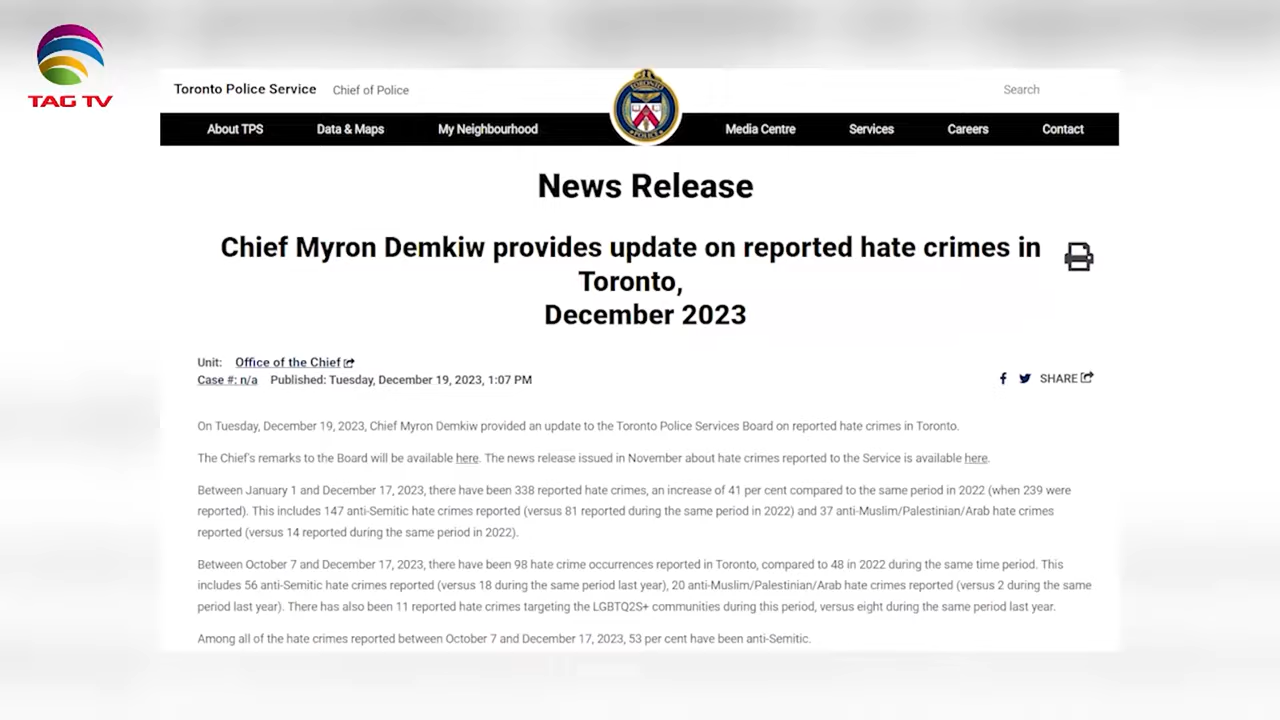 TAG TV
Toronto Police Service Chief of Police
Search
About TPS Data & Maps My Neighbourhood Media Centre Services Careers Contact
TORONTO
POLICE
News Release
Chief Myron Demkiw provides update on reported hate crimes in
Toronto,
December 2023
Unit: Office of the Chief
Case #: n/a Published: Tuesday, December 19, 2023, 1:07 PM
SHARE
On Tuesday, December 19, 2023, Chief Myron Demkiw provided an update to the Toronto Police Services Board on reported hate crimes in Toronto.
The Chief's remarks to the Board will be available here. The news release issued in November about hate crimes reported to the Service is available here.
Between January 1 and December 17, 2023, there have been 338 reported hate crimes, an increase of 41 per cent compared to the same period in 2022 (when 239 were
reported). This includes 147 anti-Semitic hate crimes reported (versus 81 reported during the same period in 2022) and 37 anti-Muslim/Palestinian/Arab hate crimes
reported (versus 14 reported during the same period in 2022).
Between October 7 and December 17, 2023, there have been 98 hate crime occurrences reported in Toronto, compared to 48 in 2022 during the same time period. This
includes 56 anti-Semitic hate crimes reported (versus 18 during the same period last year), 20 anti-Muslim/Palestinian/Arab hate crimes reported (versus 2 during the same
period last year). There has also been 11 reported hate crimes targeting the LGBTQ2S+ communities during this period, versus eight during the same period last year.
Among all of the hate crimes reported between October 7 and December 17, 2023, 53 per cent have been anti-Semitic.